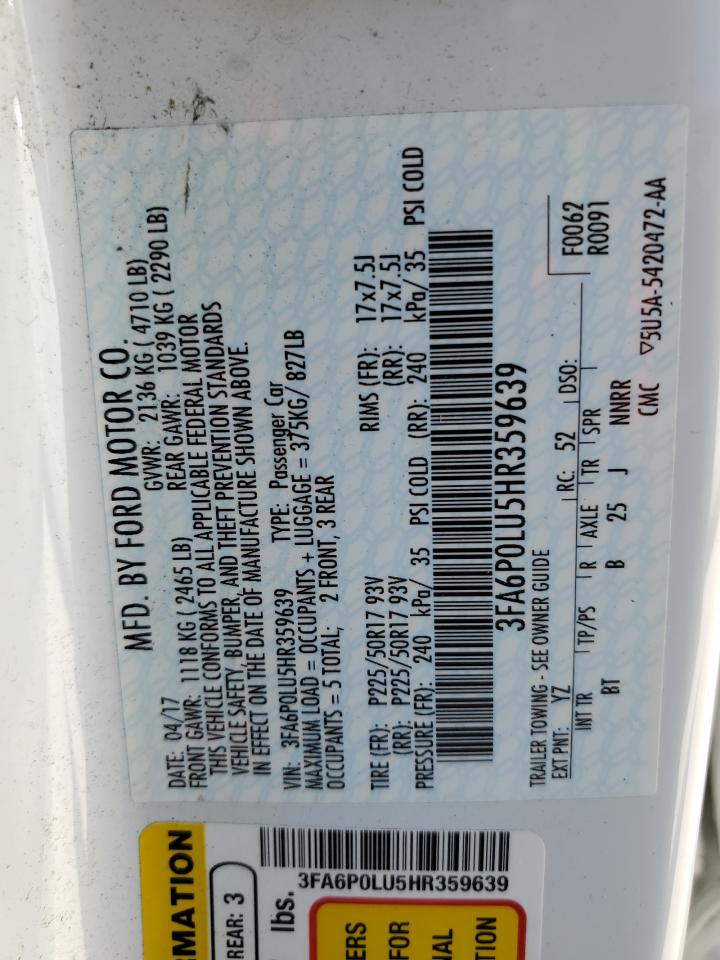 MFD. BY FORD MOTOR CO.
DATE: 04/17 GVWR: 2136 KG ( 4710 LB)
FRONT GAWR: 1118 KG ( 2465 LB) REAR GAWR: 1039 KG ( 2290 LB)
THIS VEHICLE CONFORMS TO ALL APPLICABLE FEDERAL MOTOR
VEHICLE SAFETY, BUMPER, AND THEFT PREVENTION STANDARDS
IN EFFECT ON THE DATE OF MANUFACTURE SHOWN ABOVE.
VIN: 3FA6P0LU5HR359639 TYPE: Passenger Car
MAXIMUM LOAD = OCCUPANTS + LUGGAGE = 375KG/ 827LB
OCCUPANTS = 5 TOTAL; 2 FRONT, 3 REAR
TIRE (FR): P225/50R17 93V RIMS (FR): 17x7.5J
(RR): P225/50R17 93V (RR): 17x7.5J
PRESSURE (FR): 240 kPa/ 35 PSI COLD (RR): 240 kPa/ 35 PSI COLD
3FA6P0LU5HR359639
TRAILER TOWING - SEE OWNER GUIDE
F0062
EXT PNT: YZ RC: 52 DSO: R0091
INT TR TP/PS R AXLE TR SPR
BT B 25 J NNRR
CMC ▽5U5A-5420472-AA
RMATION
REAR: 3
lbs.
3FA6P0LU5HR359639
ERS
FOR
NAL
TION